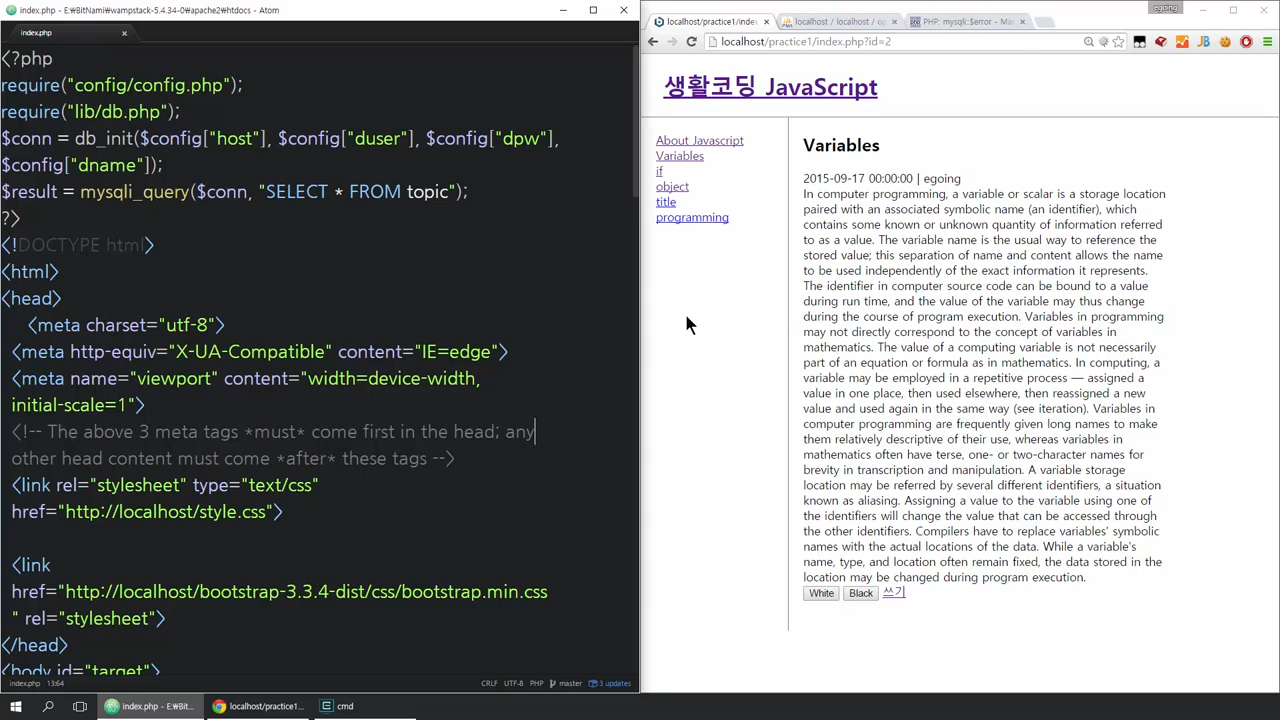 index.php - E:\BitNami\wampstack-5.4.34-0\apache2\htdocs - Atom
index.php
<?php
require("config/config.php");
require("lib/db.php");
$conn = db_init($config["host"], $config["duser"], $config["dpw"],
$config["dname"]);
$result = mysqli_query($conn, "SELECT * FROM topic");
?>
<!DOCTYPE html>
<html>
<head>
<meta charset="utf-8">
<meta http-equiv="X-UA-Compatible" content="IE=edge">
<meta name="viewport" content="width=device-width,
initial-scale=1">
<!-- The above 3 meta tags *must* come first in the head; any
other head content must come *after* these tags -->
<link rel="stylesheet" type="text/css"
href="http://localhost/style.css">
<link
href="http://localhost/bootstrap-3.3.4-dist/css/bootstrap.min.css
" rel="stylesheet">
</head>
<body id="target">
index.php 13:64 CRLF UTF-8 PHP master 3 updates
egoing
localhost/practice1/index localhost / localhost / op PHP: mysqli::$error - Ma
localhost/practice1/index.php?id=2
생활코딩 JavaScript
About Javascript
Variables
if
object
title
programming
Variables
2015-09-17 00:00:00 | egoing
In computer programming, a variable or scalar is a storage location
paired with an associated symbolic name (an identifier), which
contains some known or unknown quantity of information referred
to as a value. The variable name is the usual way to reference the
stored value; this separation of name and content allows the name
to be used independently of the exact information it represents.
The identifier in computer source code can be bound to a value
during run time, and the value of the variable may thus change
during the course of program execution. Variables in programming
may not directly correspond to the concept of variables in
mathematics. The value of a computing variable is not necessarily
part of an equation or formula as in mathematics. In computing, a
variable may be employed in a repetitive process — assigned a
value in one place, then used elsewhere, then reassigned a new
value and used again in the same way (see iteration). Variables in
computer programming are frequently given long names to make
them relatively descriptive of their use, whereas variables in
mathematics often have terse, one- or two-character names for
brevity in transcription and manipulation. A variable storage
location may be referred by several different identifiers, a situation
known as aliasing. Assigning a value to the variable using one of
the identifiers will change the value that can be accessed through
the other identifiers. Compilers have to replace variables' symbolic
names with the actual locations of the data. While a variable's
name, type, and location often remain fixed, the data stored in the
location may be changed during program execution.
White Black 쓰기
index.php - E:\Bit... localhost/practice1... cmd